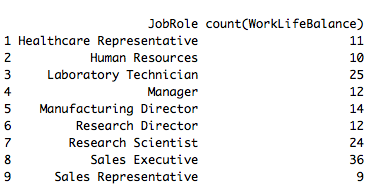 JobRole count(WorkLifeBalance)
1 Healthcare Representative 11
2 Human Resources 10
3 Laboratory Technician 25
4 Manager 12
5 Manufacturing Director 14
6 Research Director 12
7 Research Scientist 24
8 Sales Executive 36
9 Sales Representative 9